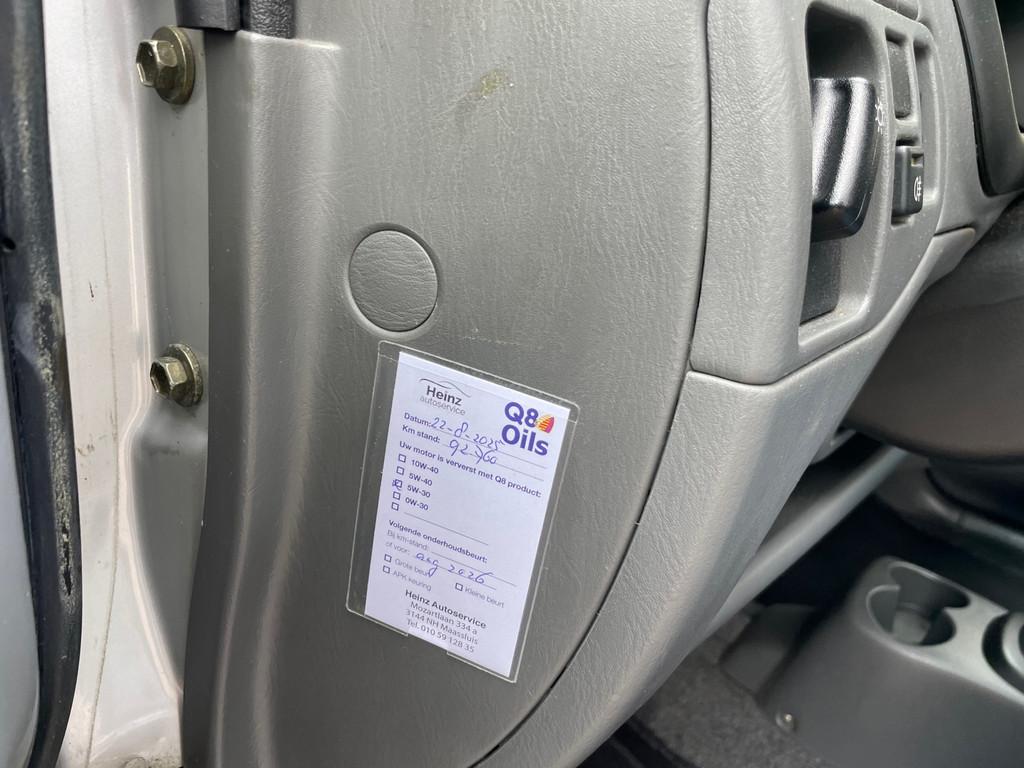 Heinz
autoservice
Q8
Oils
Datum: 22-8-2025
Km stand: 92.760
Uw motor is ververst met Q8 product:
10W-40
5W-40
5W-30
0W-30
Volgende onderhoudsbeurt:
Bij km-stand:
of voor: aug 2026
Grote beurt
Kleine beurt
APK keuring
Heinz Autoservice
Mozartlaan 334 a
3144 NH Maassluis
Tel. 010 59 128 35